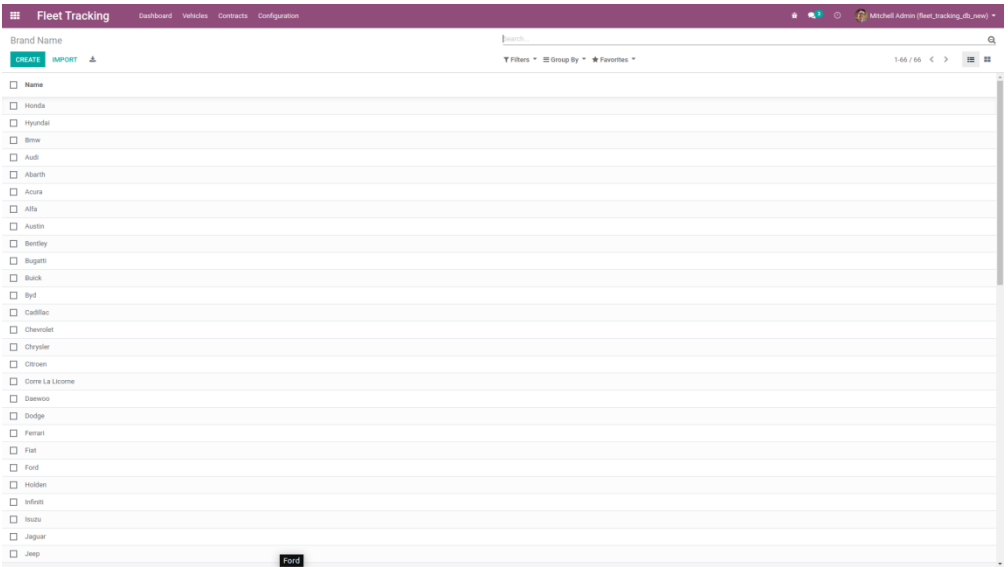 Fleet Tracking Dashboard Vehicles Contracts Configuration Mitchell Admin (fleet_tracking_db_new)
Brand Name
Search...
CREATE IMPORT Filters Group By Favorites 1-66 / 66
Name
Honda
Hyundai
Bmw
Audi
Abarth
Acura
Alfa
Austin
Bentley
Bugatti
Buick
Byd
Cadillac
Chevrolet
Chrysler
Citroen
Corre La Licorne
Daewoo
Dodge
Ferrari
Fiat
Ford
Holden
Infiniti
Isuzu
Jaguar
Jeep
Ford